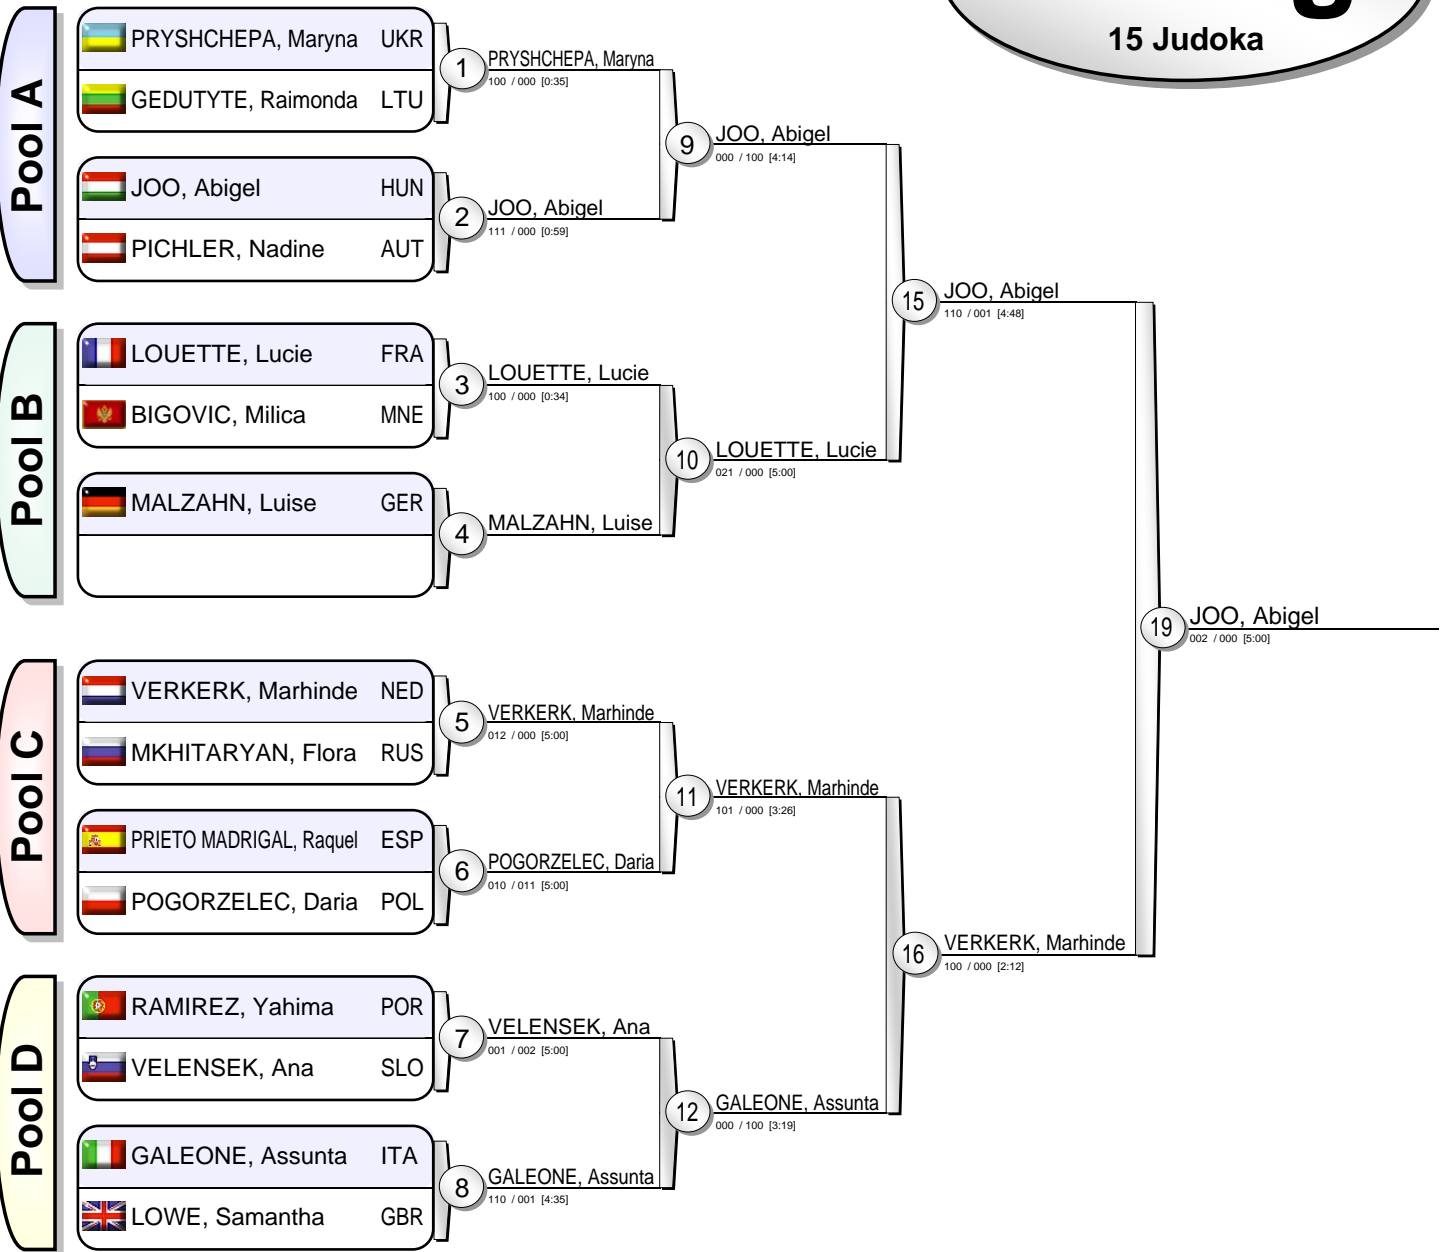 15 Judoka
Pool A
PRYSHCHEPA, Maryna UKR
GEDUTYTE, Raimonda LTU
JOO, Abigel HUN
PICHLER, Nadine AUT
1
PRYSHCHEPA, Maryna
100 / 000 [0:35]
2
JOO, Abigel
111 / 000 [0:59]
9
JOO, Abigel
000 / 100 [4:14]
Pool B
LOUETTE, Lucie FRA
BIGOVIC, Milica MNE
MALZAHN, Luise GER
3
LOUETTE, Lucie
100 / 000 [0:34]
4
MALZAHN, Luise
10
LOUETTE, Lucie
021 / 000 [5:00]
15
JOO, Abigel
110 / 001 [4:48]
Pool C
VERKERK, Marhinde NED
MKHITARYAN, Flora RUS
PRIETO MADRIGAL, Raquel ESP
POGORZELEC, Daria POL
5
VERKERK, Marhinde
012 / 000 [5:00]
6
POGORZELEC, Daria
010 / 011 [5:00]
11
VERKERK, Marhinde
101 / 000 [3:26]
Pool D
RAMIREZ, Yahima POR
VELENSEK, Ana SLO
GALEONE, Assunta ITA
LOWE, Samantha GBR
7
VELENSEK, Ana
001 / 002 [5:00]
8
GALEONE, Assunta
110 / 001 [4:35]
12
GALEONE, Assunta
000 / 100 [3:19]
16
VERKERK, Marhinde
100 / 000 [2:12]
19
JOO, Abigel
002 / 000 [5:00]